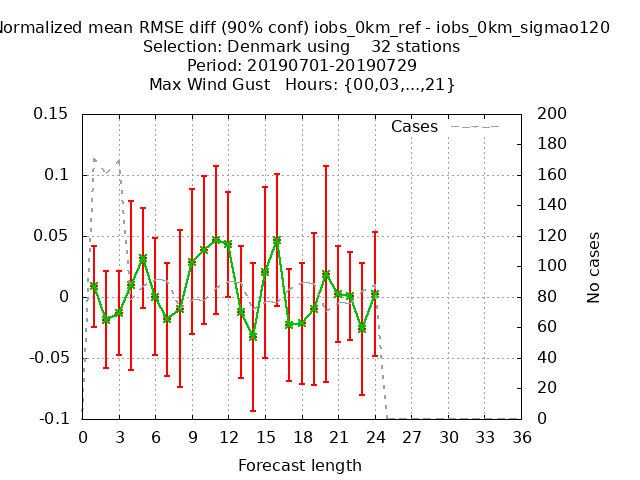 Normalized mean RMSE diff (90% conf) iobs_0km_ref - iobs_0km_sigmao120
Selection: Denmark using 32 stations
Period: 20190701-20190729
Max Wind Gust Hours: {00,03,...,21}
Cases
0.15
0.1
0.05
0
-0.05
-0.1
200
180
160
140
120
100
80
60
40
20
0
No cases
0 3 6 9 12 15 18 21 24 27 30 33 36
Forecast length